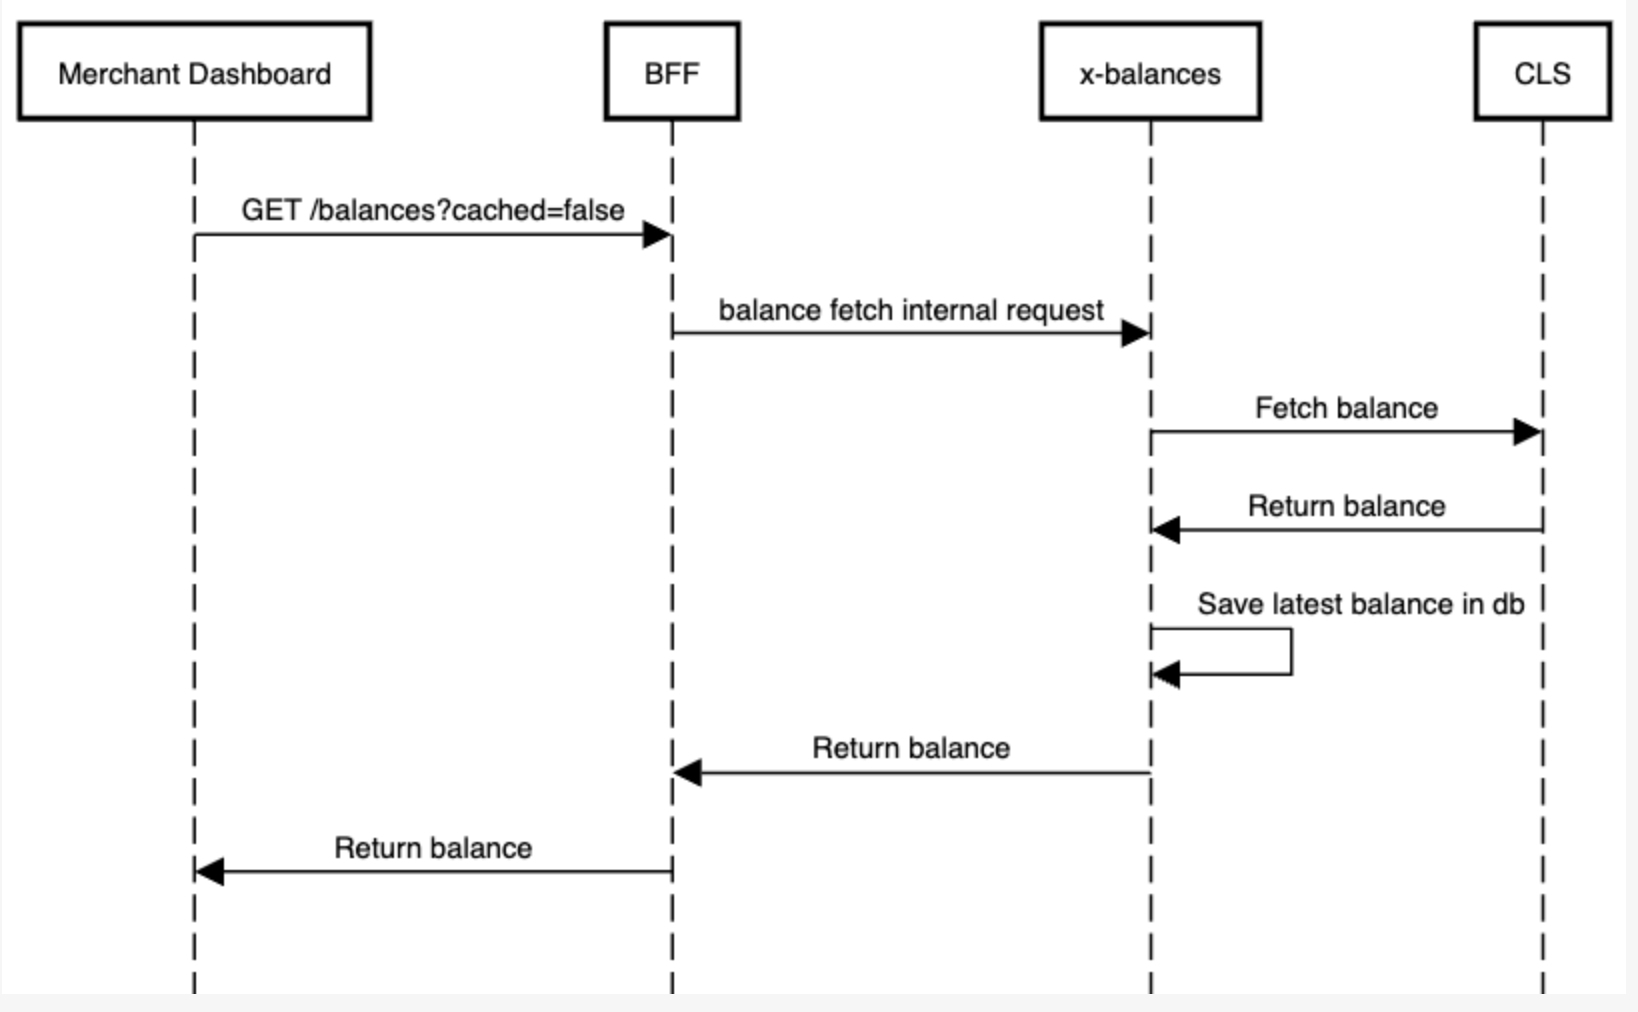 Merchant Dashboard
BFF
x-balances
CLS
GET /balances?cached=false
balance fetch internal request
Fetch balance
Return balance
Save latest balance in db
Return balance
Return balance